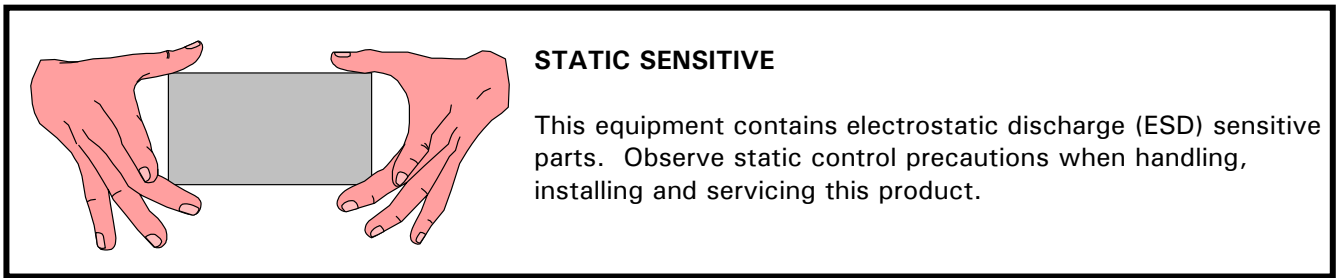 STATIC SENSITIVE
This equipment contains electrostatic discharge (ESD) sensitive
parts.  Observe static control precautions when handling,
installing and servicing this product.